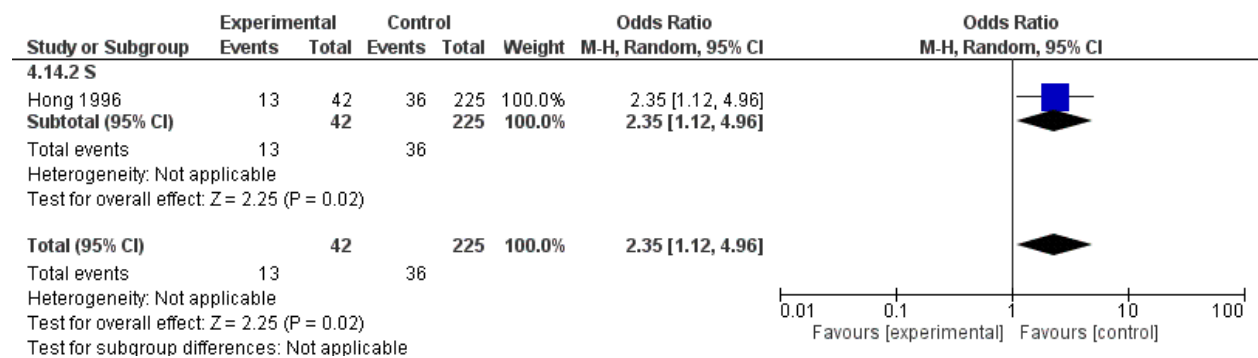 Experimental Control Odds Ratio Odds Ratio
Study or Subgroup Events Total Events Total Weight M-H, Random, 95% CI M-H, Random, 95% CI
4.14.2 S
Hong 1996 13 42 36 225 100.0% 2.35 [1.12, 4.96]
Subtotal (95% CI) 42 225 100.0% 2.35 [1.12, 4.96]
Total events 13 36
Heterogeneity: Not applicable
Test for overall effect: Z = 2.25 (P = 0.02)
Total (95% CI) 42 225 100.0% 2.35 [1.12, 4.96]
Total events 13 36
Heterogeneity: Not applicable
Test for overall effect: Z = 2.25 (P = 0.02)
Test for subgroup differences: Not applicable
0.01 0.1 1 10 100
Favours [experimental] Favours [control]